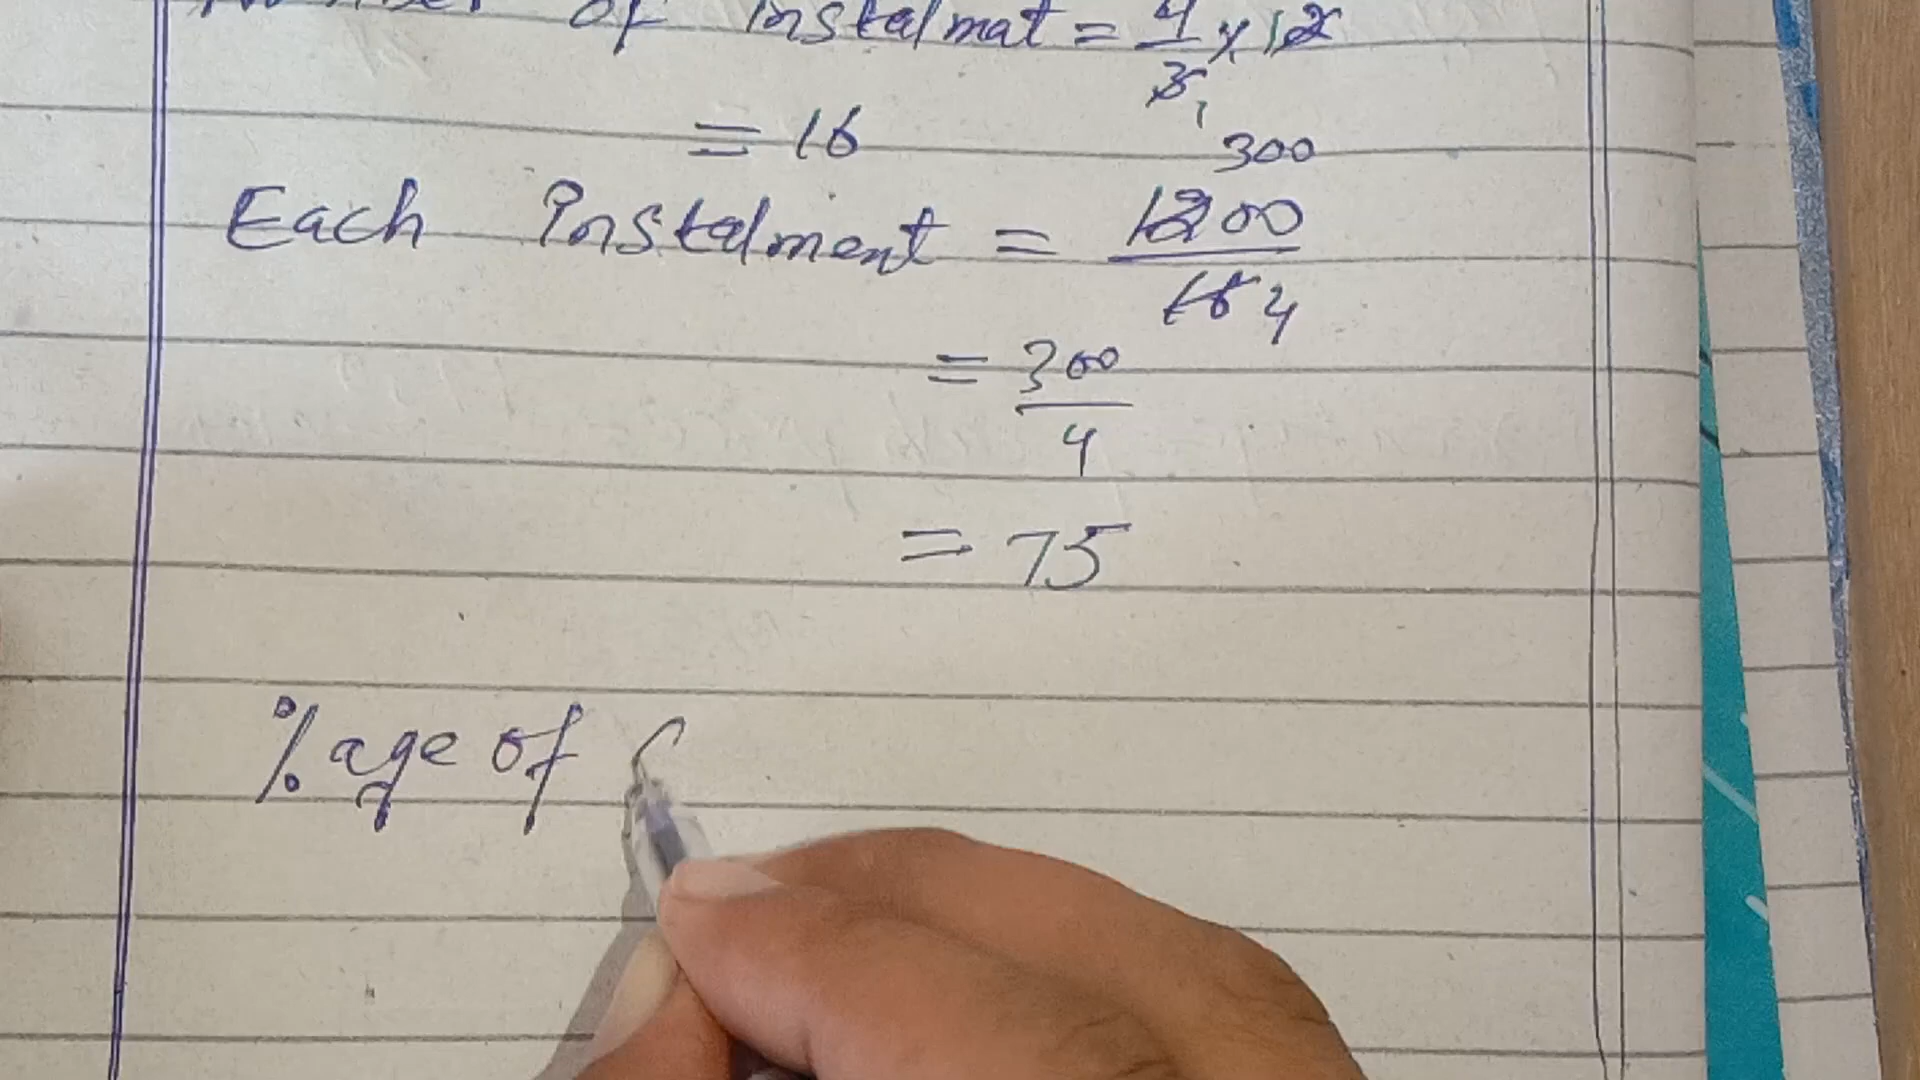 of Instalmat = 4/3 × 12
= 16
300
Each Instalment = 1200/16 4
= 300/4
= 75
%age of